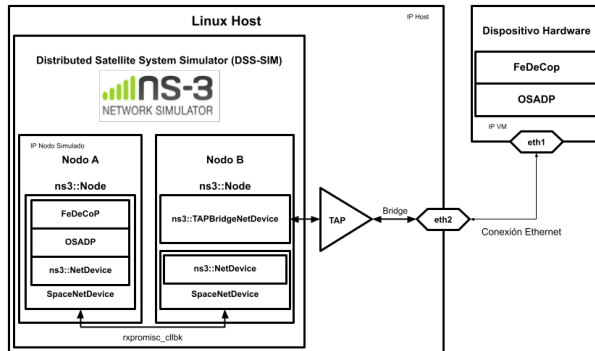 Linux Host
IP Host
Distributed Satellite System Simulator (DSS-SIM)
ns-3
NETWORK SIMULATOR
IP Nodo Simulado
Nodo A
ns3::Node
FeDeCoP
OSADP
ns3::NetDevice
SpaceNetDevice
Nodo B
ns3::Node
ns3::TAPBridgeNetDevice
ns3::NetDevice
SpaceNetDevice
rxpromisc_cllbk
TAP
Bridge
eth2
Conexión Ethernet
Dispositivo Hardware
FeDeCop
OSADP
IP VM
eth1